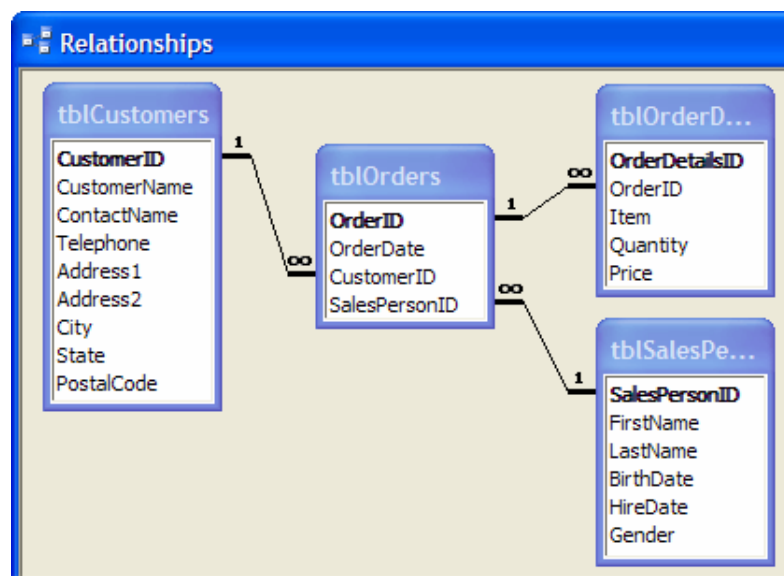 Relationships
tblCustomers
CustomerID
CustomerName
ContactName
Telephone
Address1
Address2
City
State
PostalCode
1
∞
tblOrders
OrderID
OrderDate
CustomerID
SalesPersonID
1
∞
∞
1
tblOrderD...
OrderDetailsID
OrderID
Item
Quantity
Price
tblSalesPe...
SalesPersonID
FirstName
LastName
BirthDate
HireDate
Gender